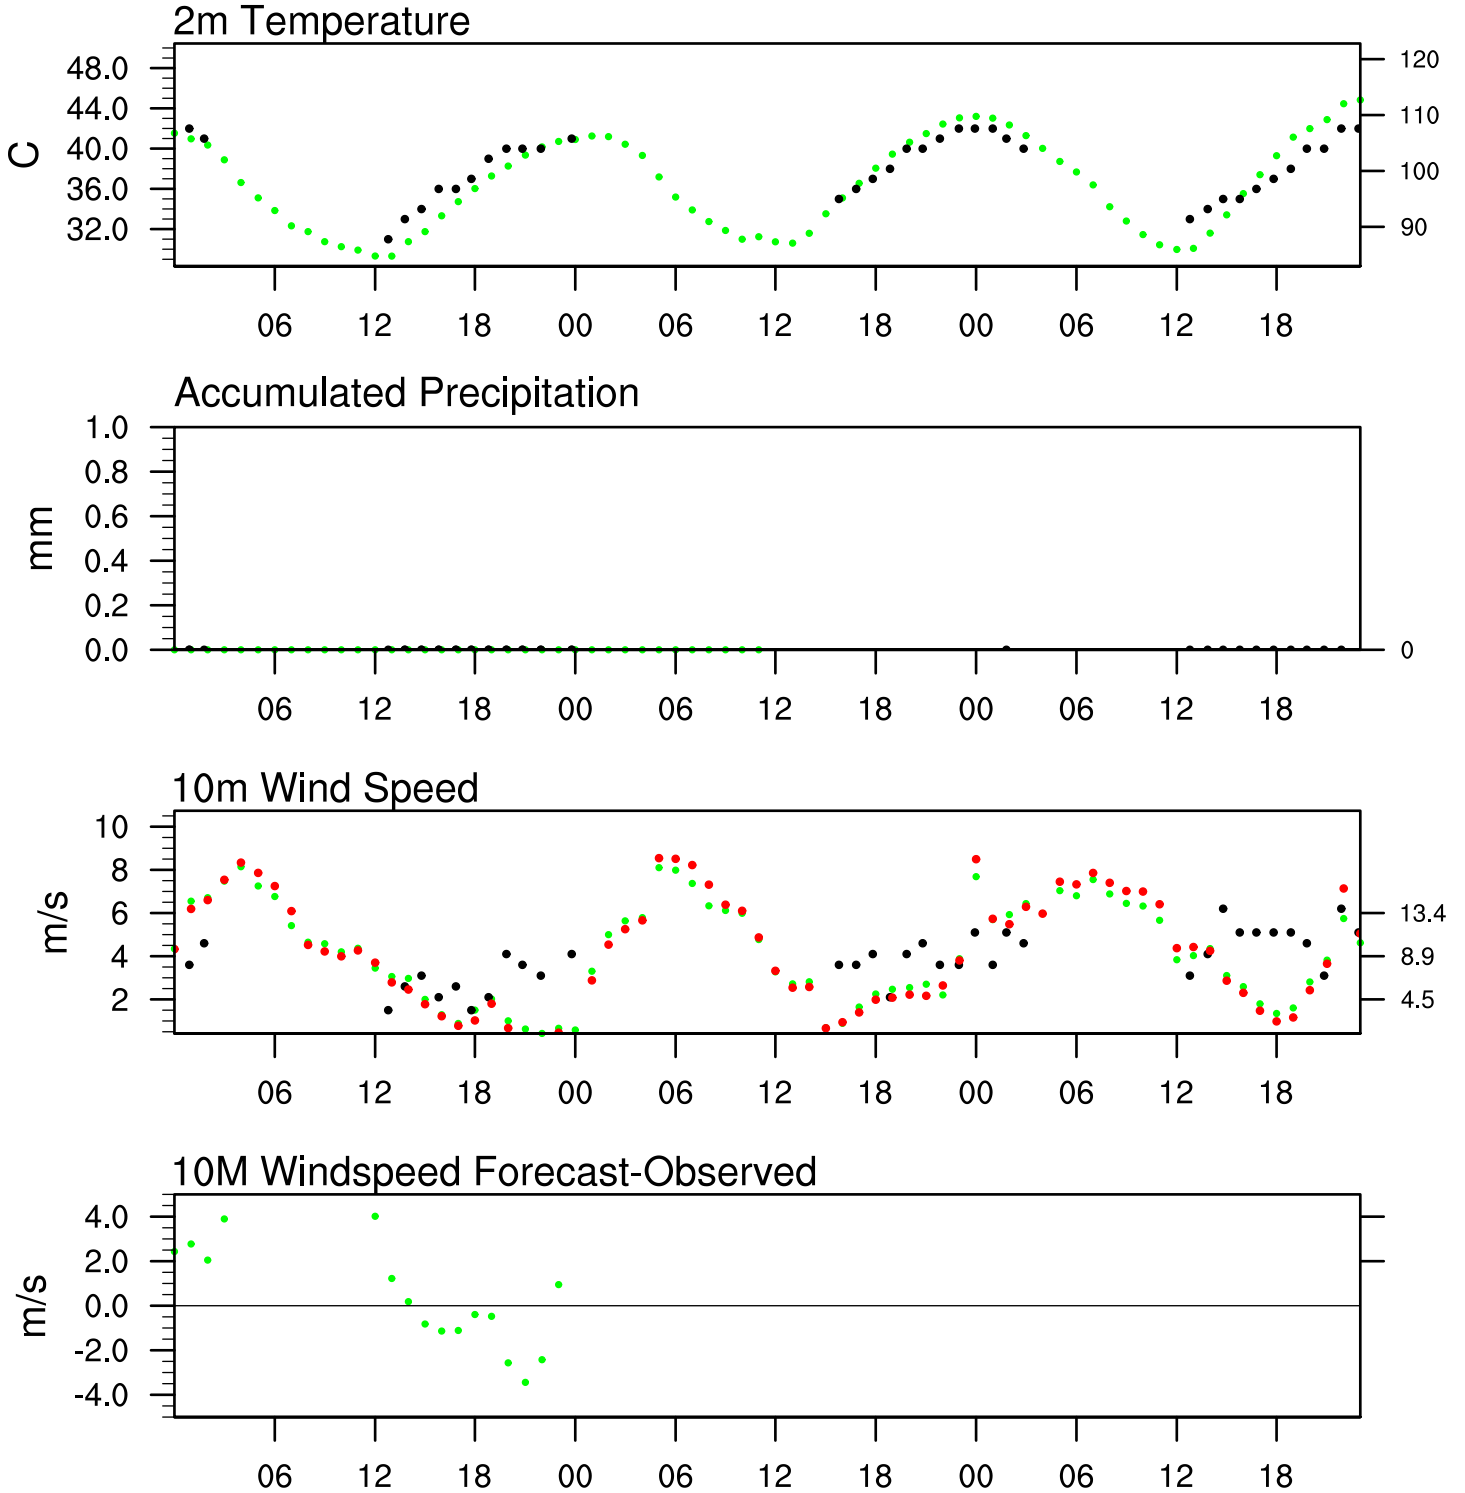 2m Temperature
48.0
44.0
40.0
36.0
32.0
C
120
110
100
90
06 12 18 00 06 12 18 00 06 12 18
Accumulated Precipitation
1.0
0.8
0.6
0.4
0.2
0.0
mm
0
06 12 18 00 06 12 18 00 06 12 18
10m Wind Speed
10
8
6
4
2
m/s
13.4
8.9
4.5
06 12 18 00 06 12 18 00 06 12 18
10M Windspeed Forecast-Observed
4.0
2.0
0.0
-2.0
-4.0
m/s
06 12 18 00 06 12 18 00 06 12 18